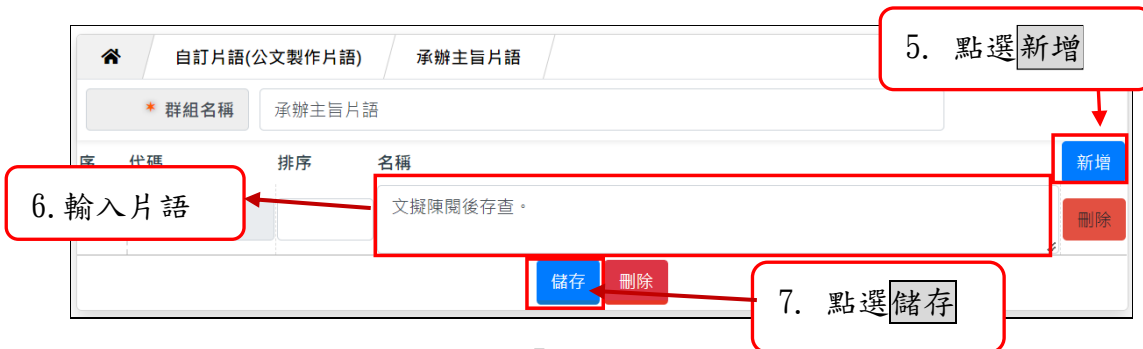 5. 點選新增
自訂片語(公文製作片語) 承辦主旨片語
* 群組名稱 承辦主旨片語
序 代碼 排序 名稱 新增
6.輸入片語 文擬陳閱後存查。 刪除
儲存 刪除
7. 點選儲存